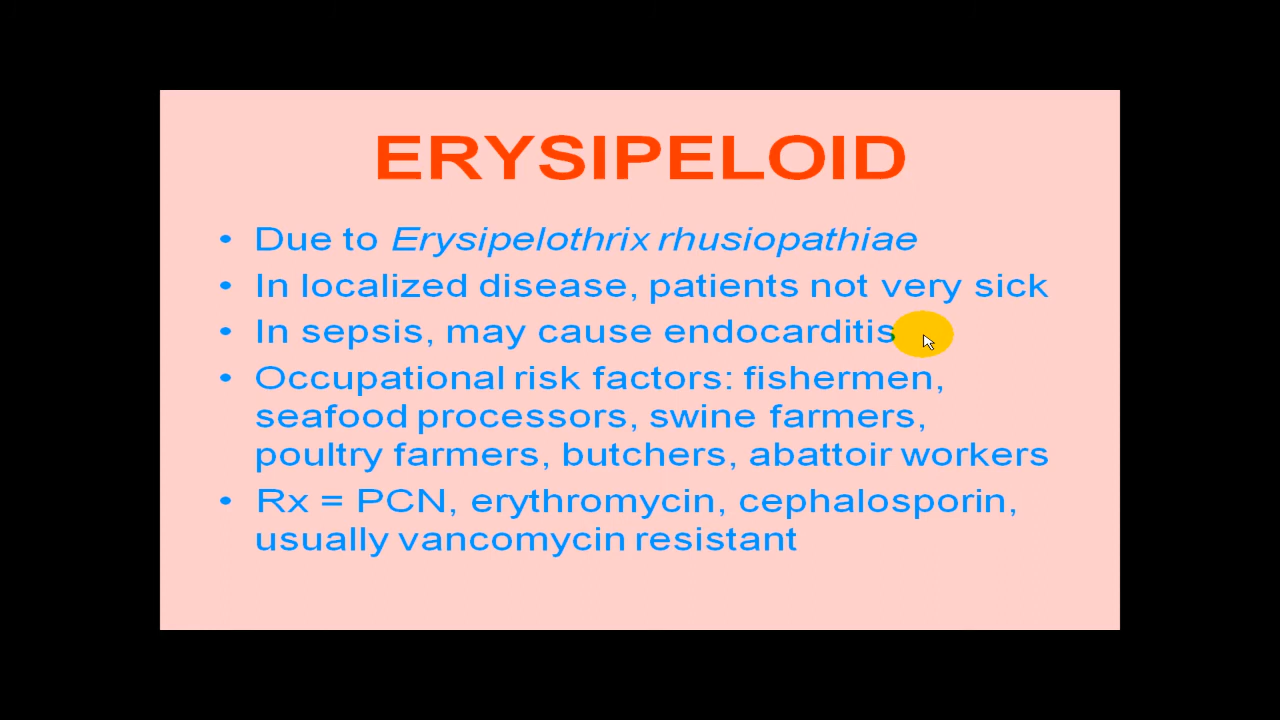 ERYSIPELOID
• Due to Erysipelothrix rhusiopathiae
• In localized disease, patients not very sick
• In sepsis, may cause endocarditis
• Occupational risk factors: fishermen,
seafood processors, swine farmers,
poultry farmers, butchers, abattoir workers
• Rx = PCN, erythromycin, cephalosporin,
usually vancomycin resistant